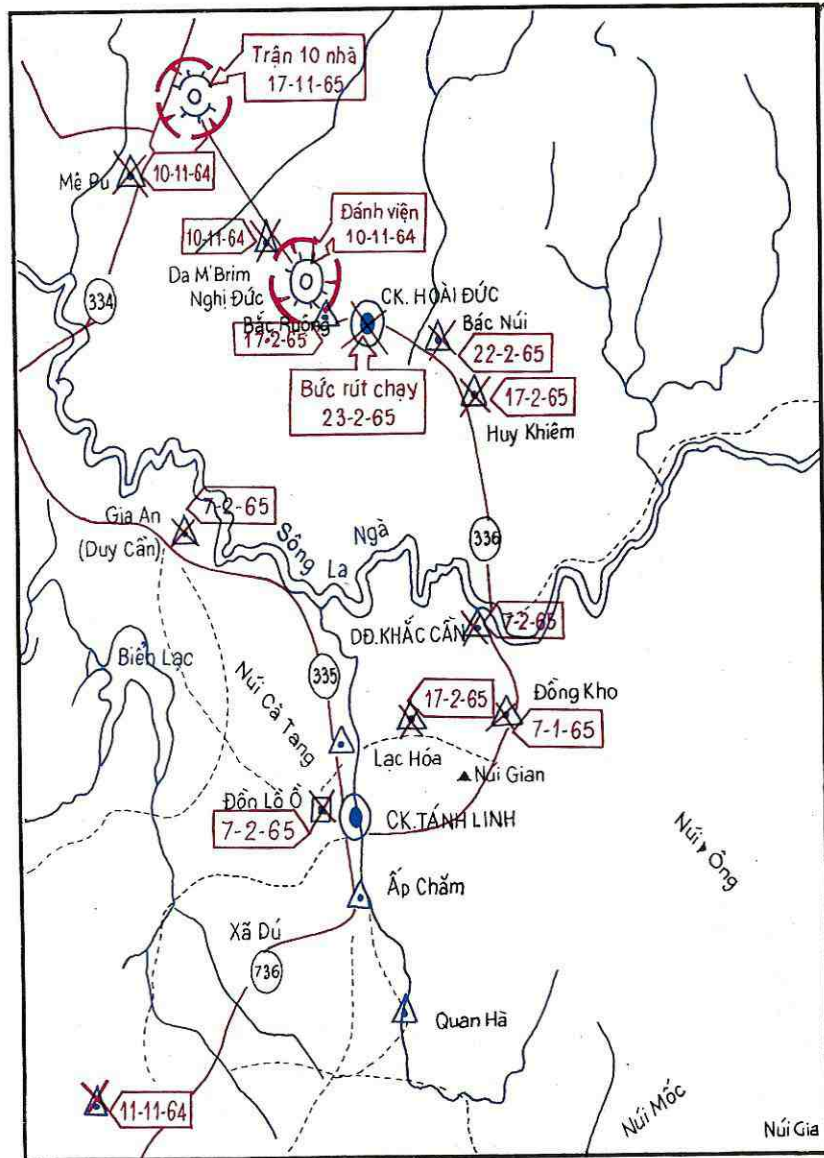 Trận 10 nhà
17-11-65
Mê Pu
10-11-64
Đánh viện
10-11-64
10-11-64
Da M'Brim
Nghị Đức
334
CK. HOÀI ĐỨC
Bắc Ruộng
17-2-65
Bác Núi
22-2-65
Bức rút chạy
23-2-65
17-2-65
Huy Khiêm
7-2-65
Gia An
(Duy Cần)
Sông La Ngà
336
7-2-65
DĐ.KHẮC CẦN
Biển Lạc
Núi Cà Tang
335
17-2-65
Đồng Kho
7-1-65
Lạc Hóa
Núi Gian
Đồn Lồ Ồ
7-2-65
CK.TÁNH LINH
Núi Ông
Ấp Chăm
Xã Dú
736
Quan Hà
11-11-64
Núi Mốc
Núi Gia